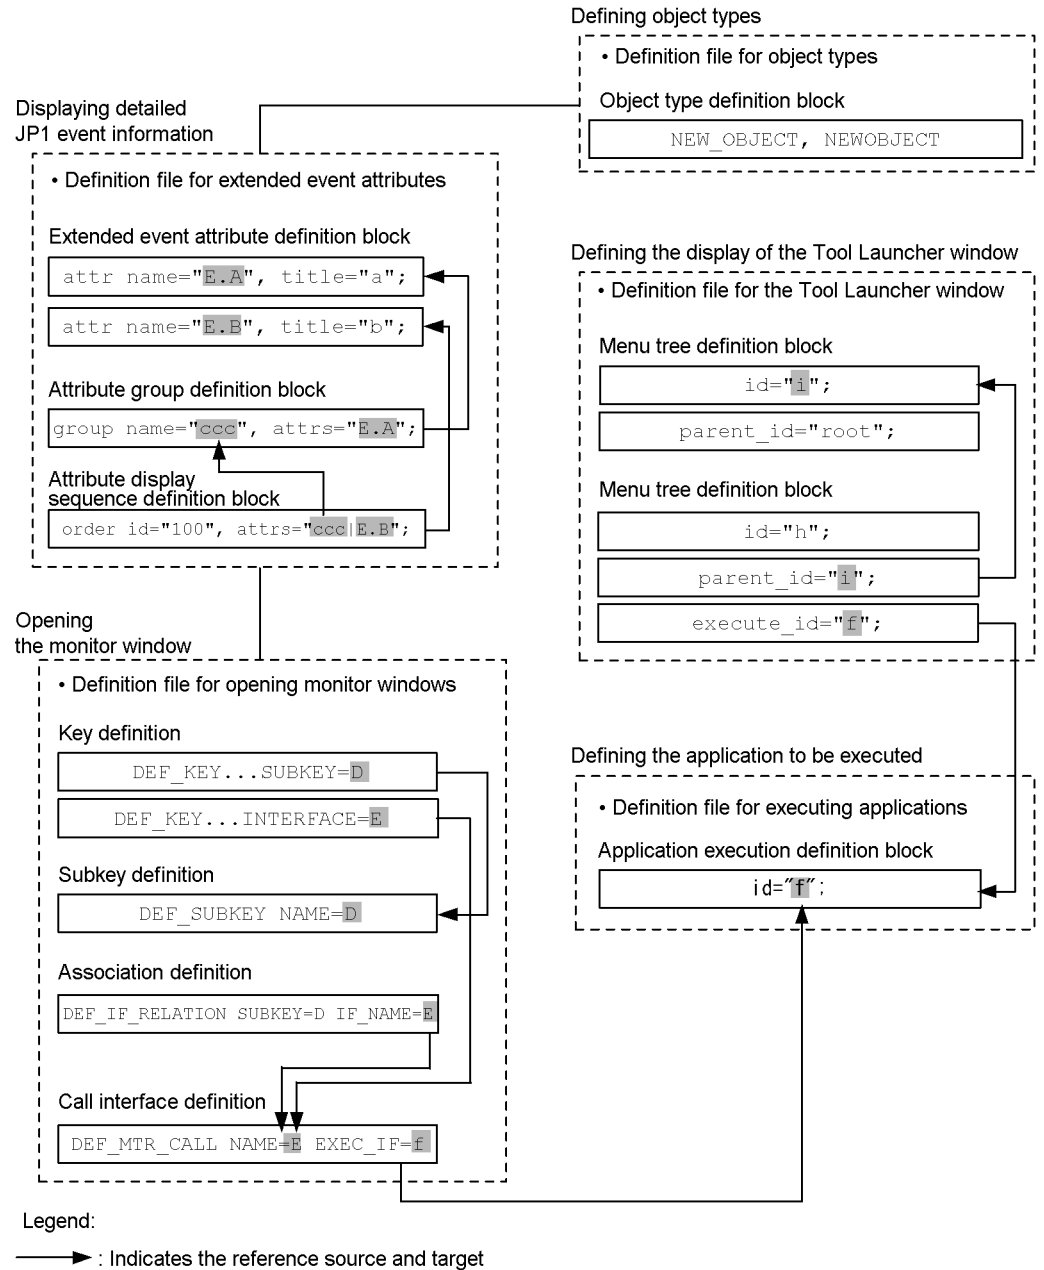 Defining object types
• Definition file for object types
Object type definition block
NEW_OBJECT, NEWOBJECT
Displaying detailed
JP1 event information
• Definition file for extended event attributes
Extended event attribute definition block
attr name="E.A", title="a";
attr name="E.B", title="b";
Attribute group definition block
group name="ccc", attrs="E.A";
Attribute display
sequence definition block
order id="100", attrs="ccc|E.B";
Defining the display of the Tool Launcher window
• Definition file for the Tool Launcher window
Menu tree definition block
id="i";
parent_id="root";
Menu tree definition block
id="h";
parent_id="i";
execute_id="f";
Opening
the monitor window
• Definition file for opening monitor windows
Key definition
DEF_KEY...SUBKEY=D
DEF_KEY...INTERFACE=E
Subkey definition
DEF_SUBKEY NAME=D
Association definition
DEF_IF_RELATION SUBKEY=D IF_NAME=E
Call interface definition
DEF_MTR_CALL NAME=E EXEC_IF=f
Defining the application to be executed
• Definition file for executing applications
Application execution definition block
id="f";
Legend:
: Indicates the reference source and target